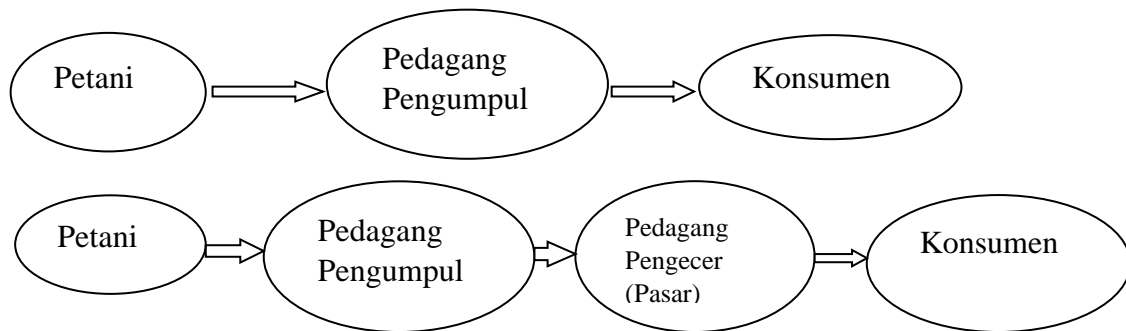 Petani
Pedagang
Pengumpul
Konsumen
Petani
Pedagang
Pengumpul
Pedagang
Pengecer
(Pasar)
Konsumen